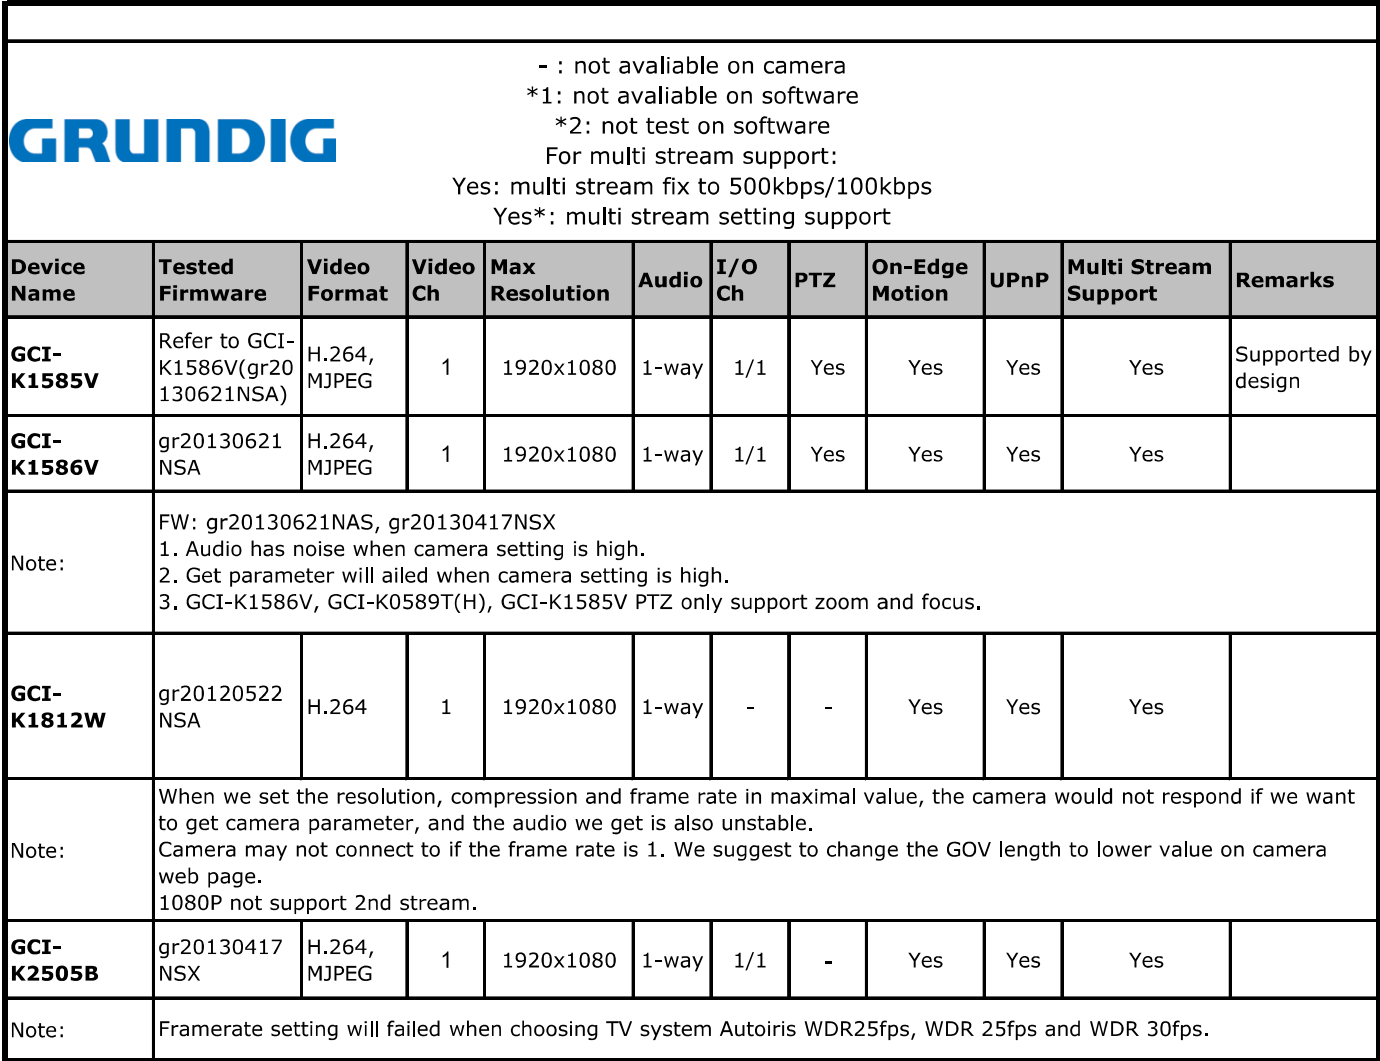 - : not avaliable on camera
*1: not avaliable on software
*2: not test on software
For multi stream support:
Yes: multi stream fix to 500kbps/100kbps
Yes*: multi stream setting support
GRUNDIG
Device Name Tested Firmware Video Format Video Ch Max Resolution Audio I/O Ch PTZ On-Edge Motion UPnP Multi Stream Support Remarks
GCI-K1585V Refer to GCI-K1586V(gr20130621NSA) H.264, MJPEG 1 1920x1080 1-way 1/1 Yes Yes Yes Yes Supported by design
GCI-K1586V gr20130621 NSA H.264, MJPEG 1 1920x1080 1-way 1/1 Yes Yes Yes Yes
Note:
FW: gr20130621NAS, gr20130417NSX
1. Audio has noise when camera setting is high.
2. Get parameter will ailed when camera setting is high.
3. GCI-K1586V, GCI-K0589T(H), GCI-K1585V PTZ only support zoom and focus.
GCI-K1812W gr20120522 NSA H.264 1 1920x1080 1-way - - Yes Yes Yes
Note:
When we set the resolution, compression and frame rate in maximal value, the camera would not respond if we want
to get camera parameter, and the audio we get is also unstable.
Camera may not connect to if the frame rate is 1. We suggest to change the GOV length to lower value on camera
web page.
1080P not support 2nd stream.
GCI-K2505B gr20130417 NSX H.264, MJPEG 1 1920x1080 1-way 1/1 - Yes Yes Yes
Note:
Framerate setting will failed when choosing TV system Autoiris WDR25fps, WDR 25fps and WDR 30fps.